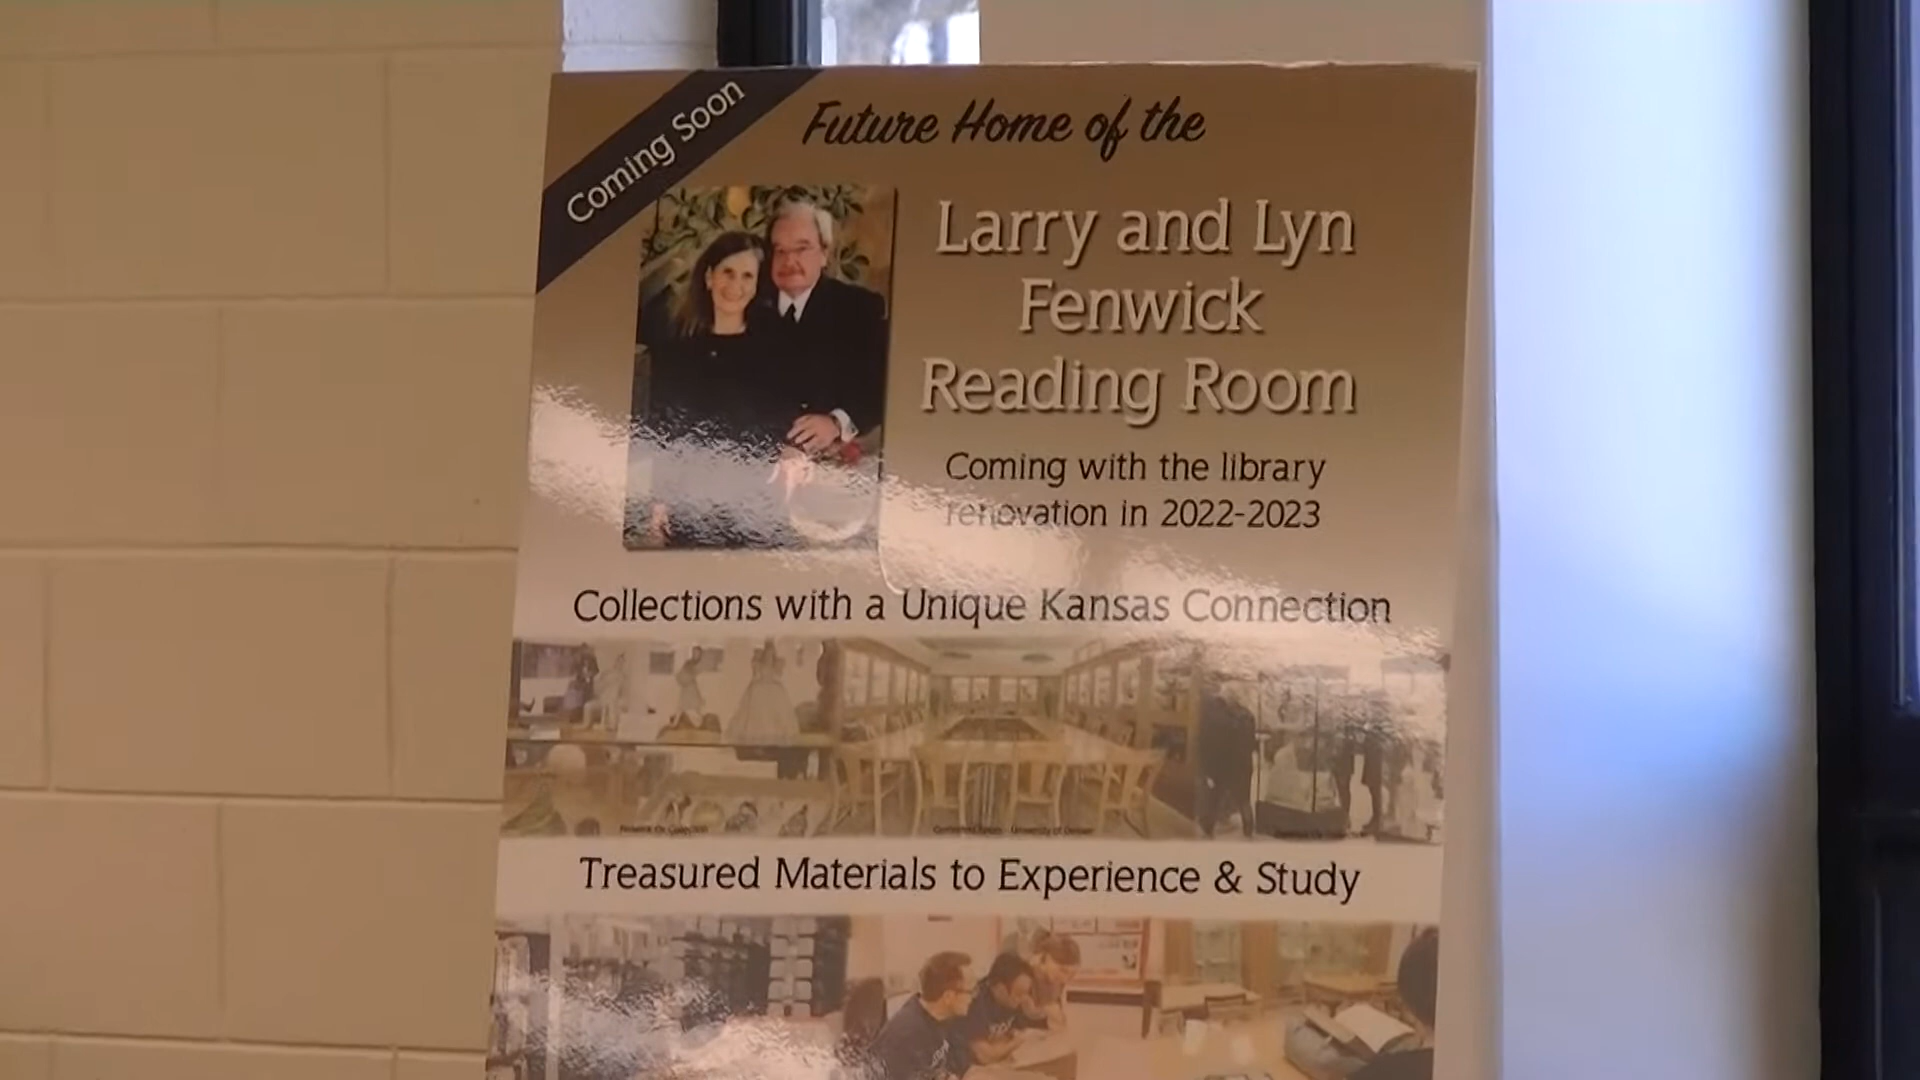 Coming Soon
Future Home of the
Larry and Lyn
Fenwick
Reading Room
Coming with the library
renovation in 2022-2023
Collections with a Unique Kansas Connection
Treasured Materials to Experience & Study